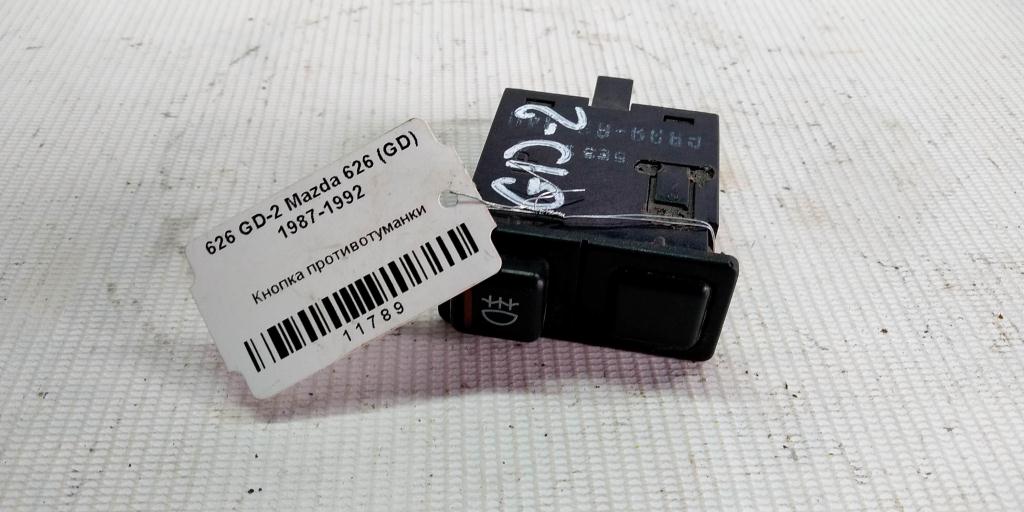 626 GD-2 Mazda 626 (GD)
1987-1992
Кнопка противотуманки
11789
GD-2